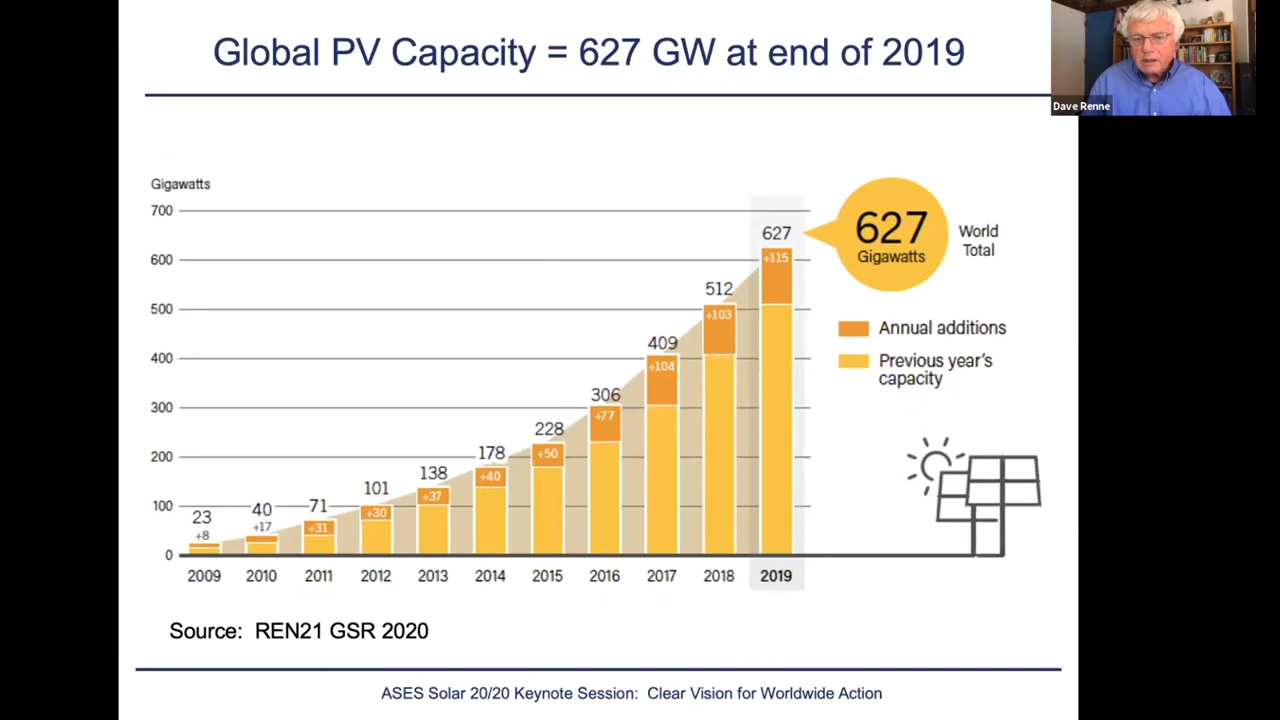 Global PV Capacity = 627 GW at end of 2019
Dave Renne
Gigawatts
700
600
500
400
300
200
100
0
23
+8
40
+17
71
+31
101
+30
138
+37
178
+40
228
+50
306
+77
409
+104
512
+103
627
+115
2009 2010 2011 2012 2013 2014 2015 2016 2017 2018 2019
627
Gigawatts
World
Total
Annual additions
Previous year's
capacity
Source: REN21 GSR 2020
ASES Solar 20/20 Keynote Session: Clear Vision for Worldwide Action